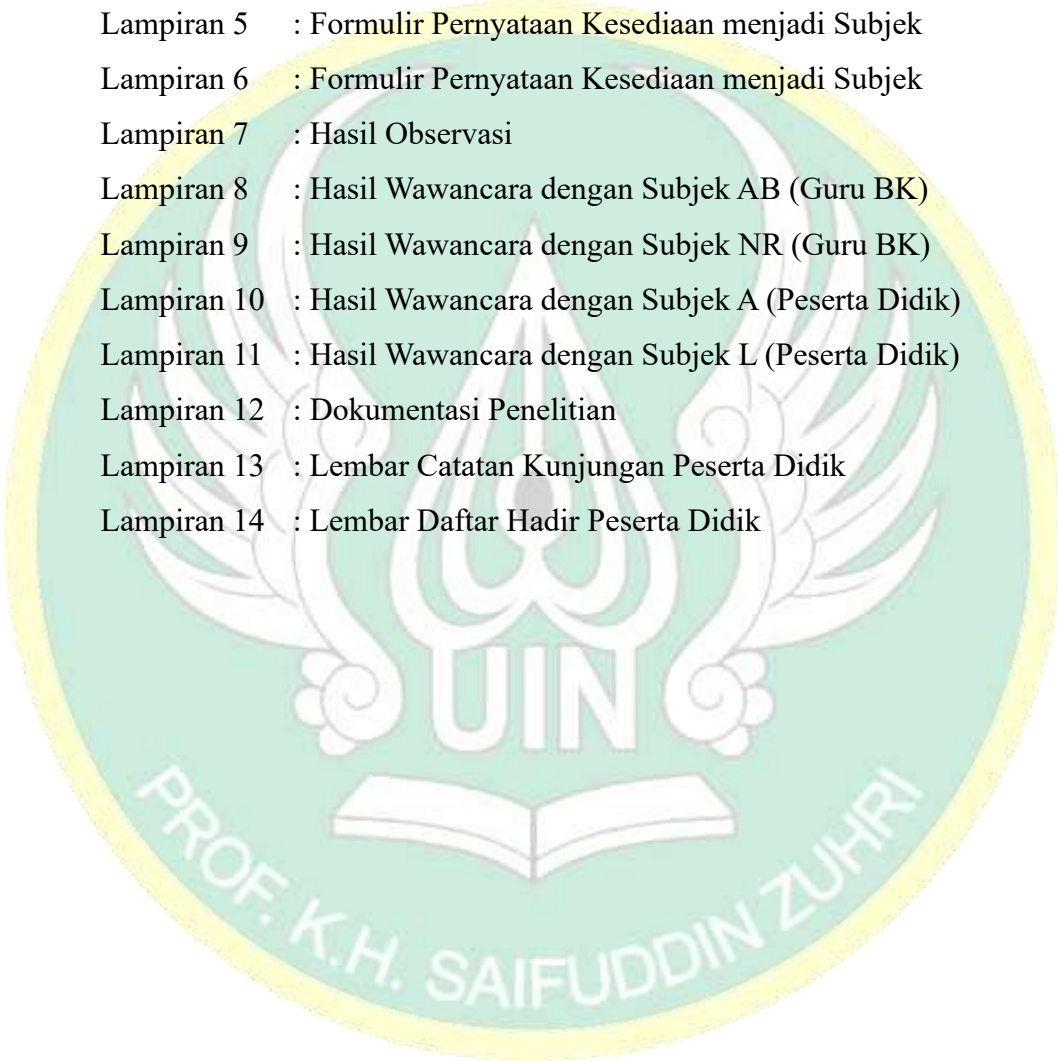 Lampiran 5 : Formulir Pernyataan Kesediaan menjadi Subjek
Lampiran 6 : Formulir Pernyataan Kesediaan menjadi Subjek
Lampiran 7 : Hasil Observasi
Lampiran 8 : Hasil Wawancara dengan Subjek AB (Guru BK)
Lampiran 9 : Hasil Wawancara dengan Subjek NR (Guru BK)
Lampiran 10 : Hasil Wawancara dengan Subjek A (Peserta Didik)
Lampiran 11 : Hasil Wawancara dengan Subjek L (Peserta Didik)
Lampiran 12 : Dokumentasi Penelitian
Lampiran 13 : Lembar Catatan Kunjungan Peserta Didik
Lampiran 14 : Lembar Daftar Hadir Peserta Didik
UIN
PROF. K.H. SAIFUDDIN ZUHRI